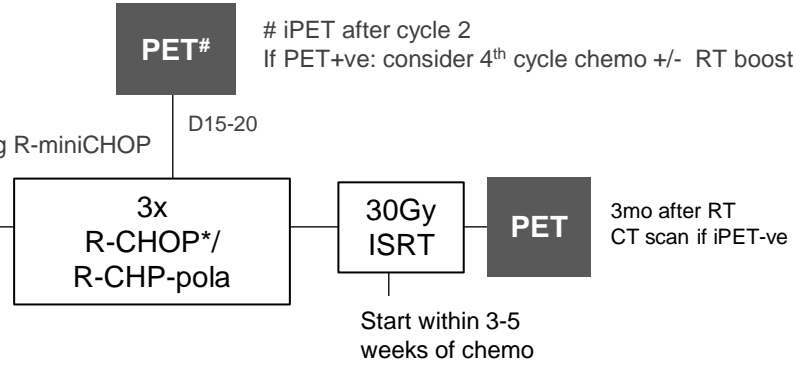 PET#
# iPET after cycle 2
If PET+ve: consider 4th cycle chemo +/- RT boost
D15-20
g R-miniCHOP
3x
R-CHOP*/
R-CHP-pola
30Gy
ISRT
PET
3mo after RT
CT scan if iPET-ve
Start within 3-5
weeks of chemo